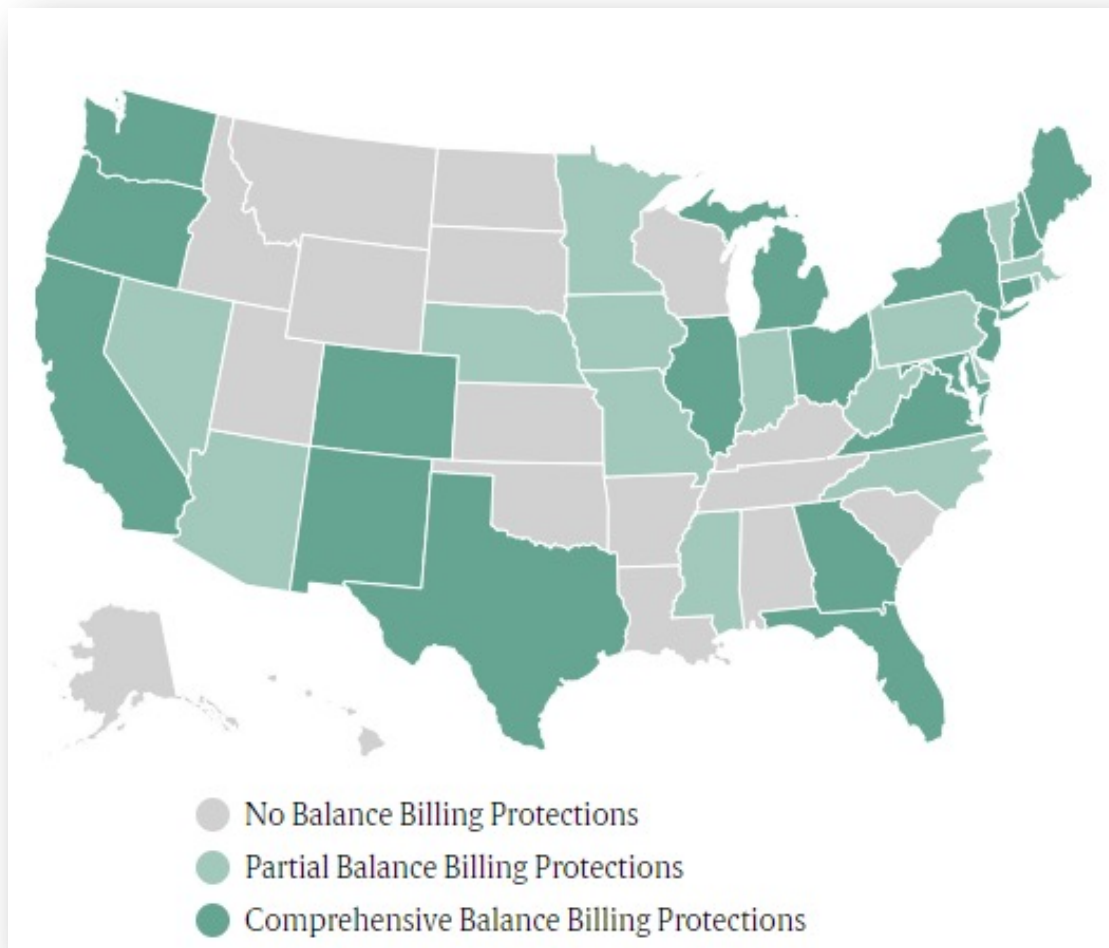 No Balance Billing Protections
Partial Balance Billing Protections
Comprehensive Balance Billing Protections